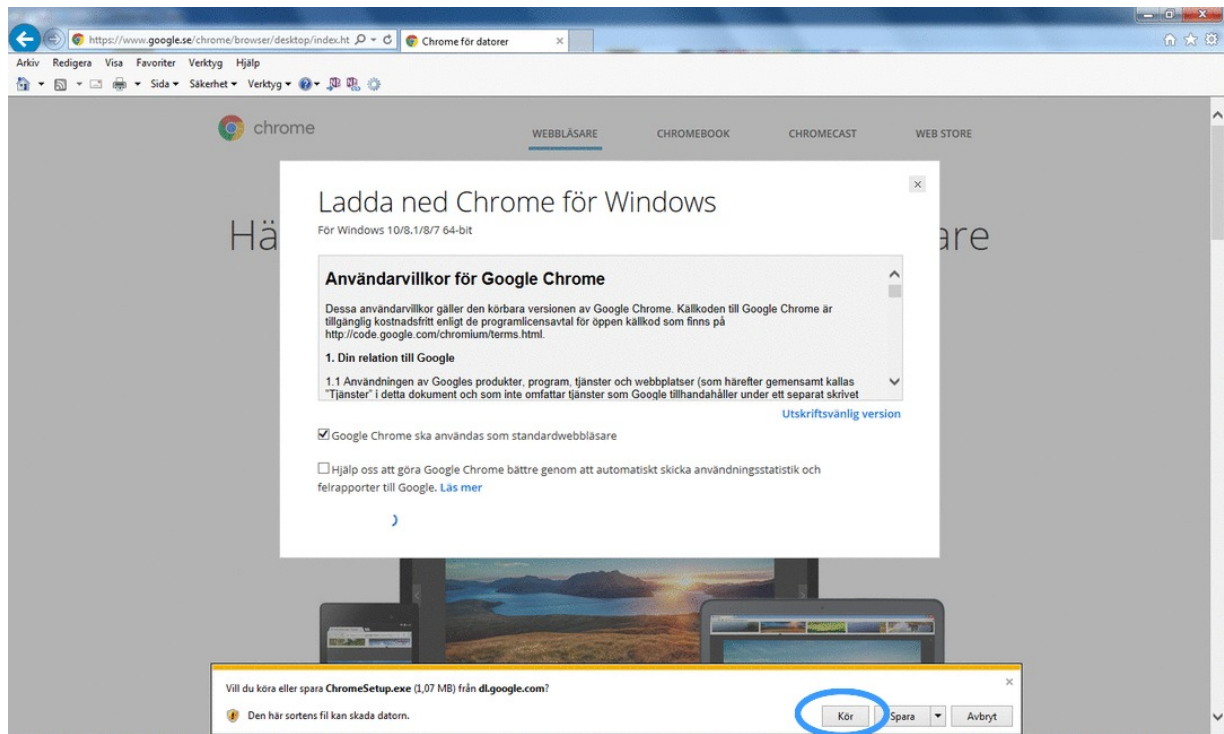 https://www.google.se/chrome/browser/desktop/index.ht
Chrome för datorer
Arkiv Redigera Visa Favoriter Verktyg Hjälp
Sida Säkerhet Verktyg
chrome
WEBBLÄSARE CHROMEBOOK CHROMECAST WEB STORE
Hä are
Ladda ned Chrome för Windows
För Windows 10/8.1/8/7 64-bit
Användarvillkor för Google Chrome
Dessa användarvillkor gäller den körbara versionen av Google Chrome. Källkoden till Google Chrome är
tillgänglig kostnadsfritt enligt de programlicensavtal för öppen källkod som finns på
http://code.google.com/chromium/terms.html.
1. Din relation till Google
1.1 Användningen av Googles produkter, program, tjänster och webbplatser (som härefter gemensamt kallas
"Tjänster" i detta dokument och som inte omfattar tjänster som Google tillhandahåller under ett separat skrivet
Utskriftsvänlig version
Google Chrome ska användas som standardwebbläsare
Hjälp oss att göra Google Chrome bättre genom att automatiskt skicka användningsstatistik och
felrapporter till Google. Läs mer
Vill du köra eller spara ChromeSetup.exe (1,07 MB) från dl.google.com?
Den här sortens fil kan skada datorn.
Kör Spara Avbryt